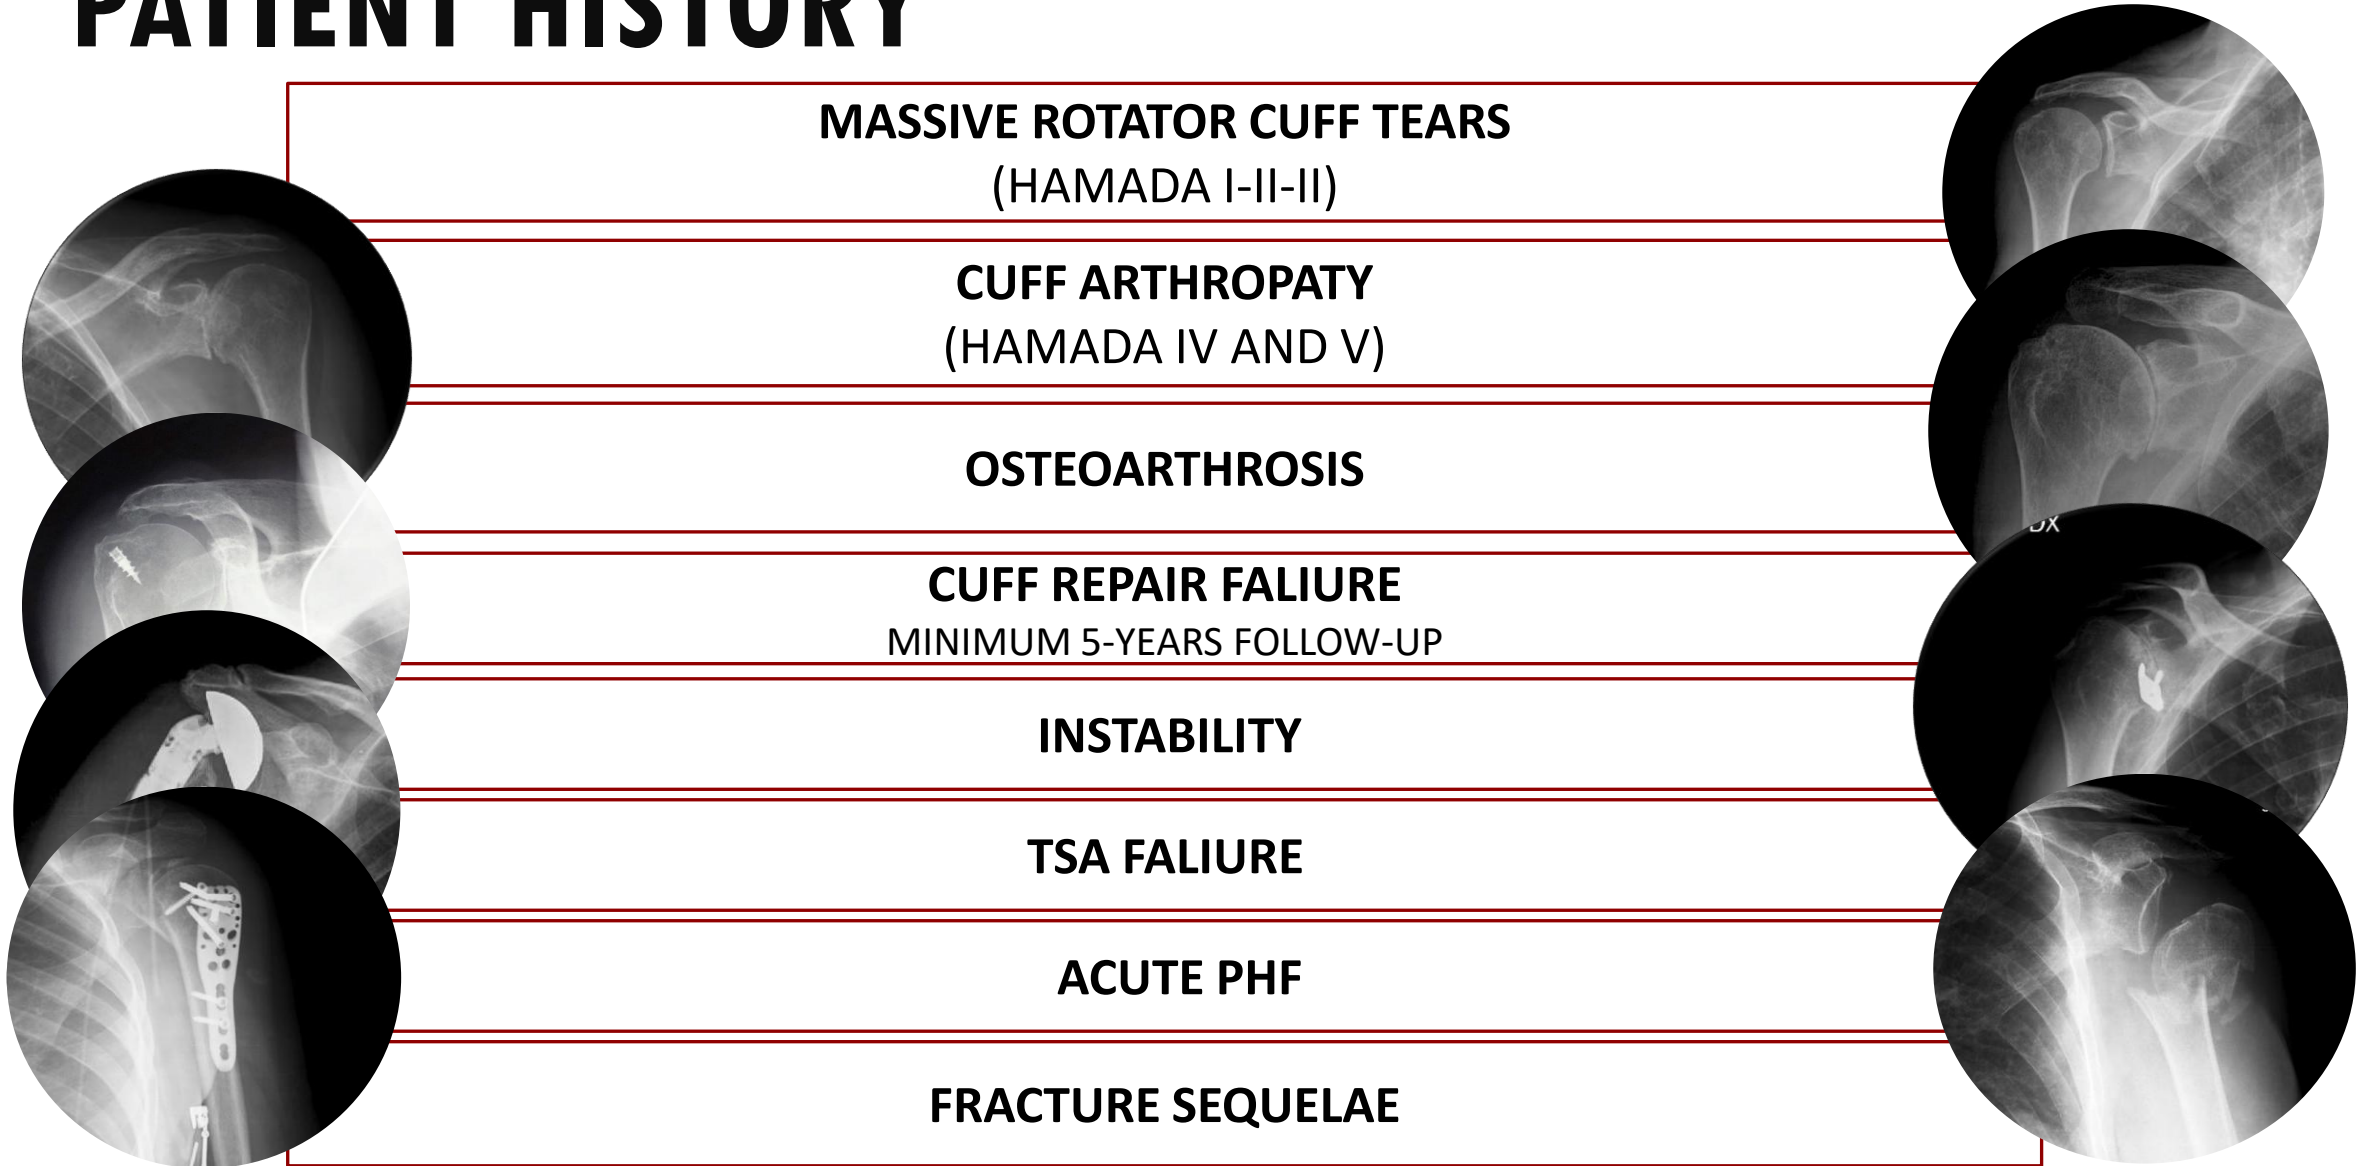 PATIENT HISTORY
MASSIVE ROTATOR CUFF TEARS
(HAMADA I-II-II)
CUFF ARTHROPATY
(HAMADA IV AND V)
OSTEOARTHROSIS
DX
CUFF REPAIR FALIURE
MINIMUM 5-YEARS FOLLOW-UP
INSTABILITY
TSA FALIURE
ACUTE PHF
FRACTURE SEQUELAE